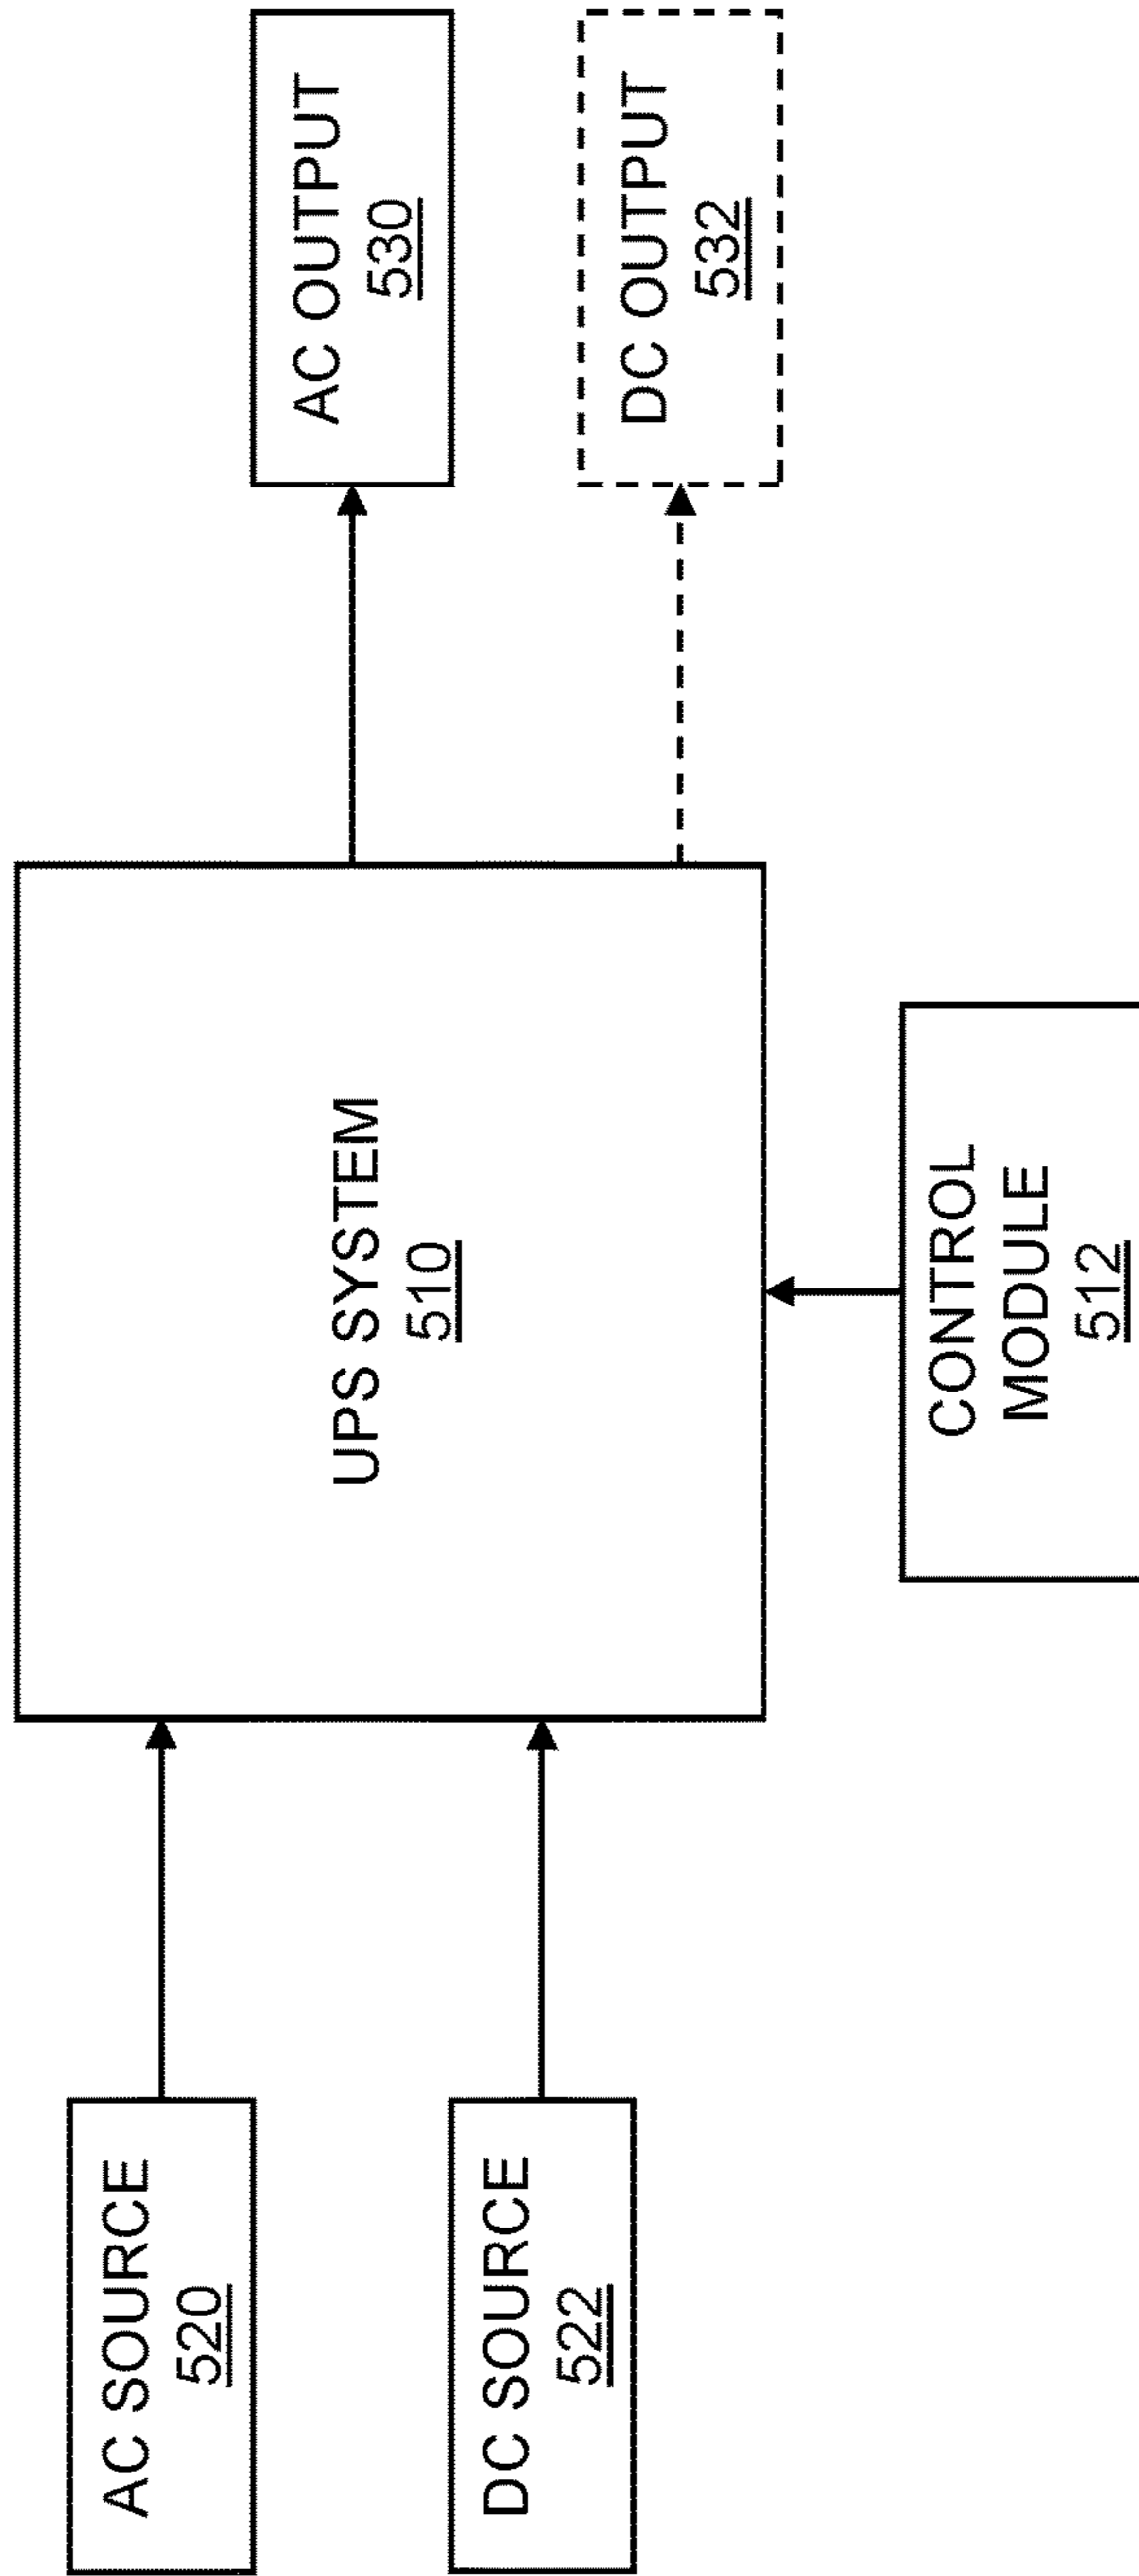 AC SOURCE
520
DC SOURCE
522
UPS SYSTEM
510
CONTROL
MODULE
512
AC OUTPUT
530
DC OUTPUT
532